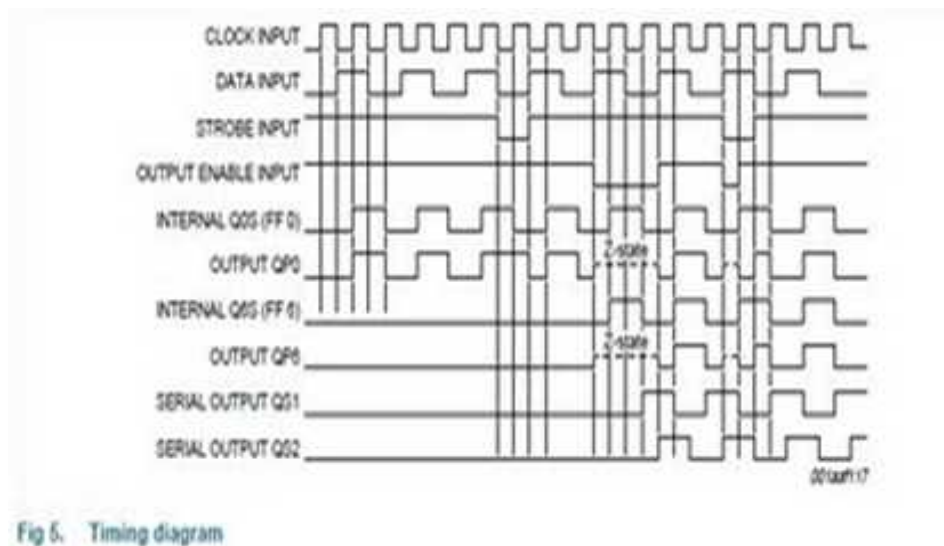 CLOCK INPUT
DATA INPUT
STROBE INPUT
OUTPUT ENABLE INPUT
INTERNAL Q0S (FF 0)
Z-state
OUTPUT QP0
INTERNAL Q6S (FF 6)
Z-state
OUTPUT QP6
SERIAL OUTPUT QS1
SERIAL OUTPUT QS2
Fig 5. Timing diagram